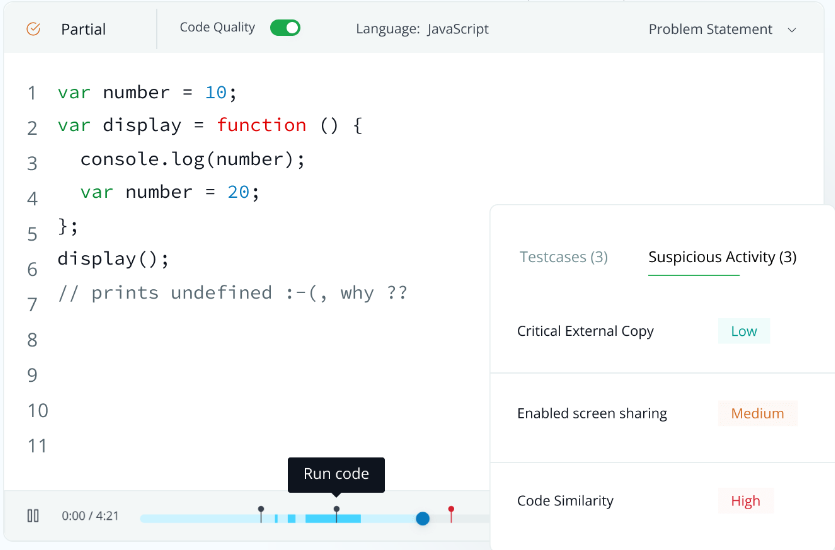 Partial
Code Quality
Language: JavaScript
Problem Statement
1 var number = 10;
2 var display = function () {
3 console.log(number);
4 var number = 20;
5 };
6 display();
7 // prints undefined :-(, why ??
8
9
10
11
Testcases (3) Suspicious Activity (3)
Critical External Copy Low
Enabled screen sharing Medium
Code Similarity High
Run code
0:00 / 4:21